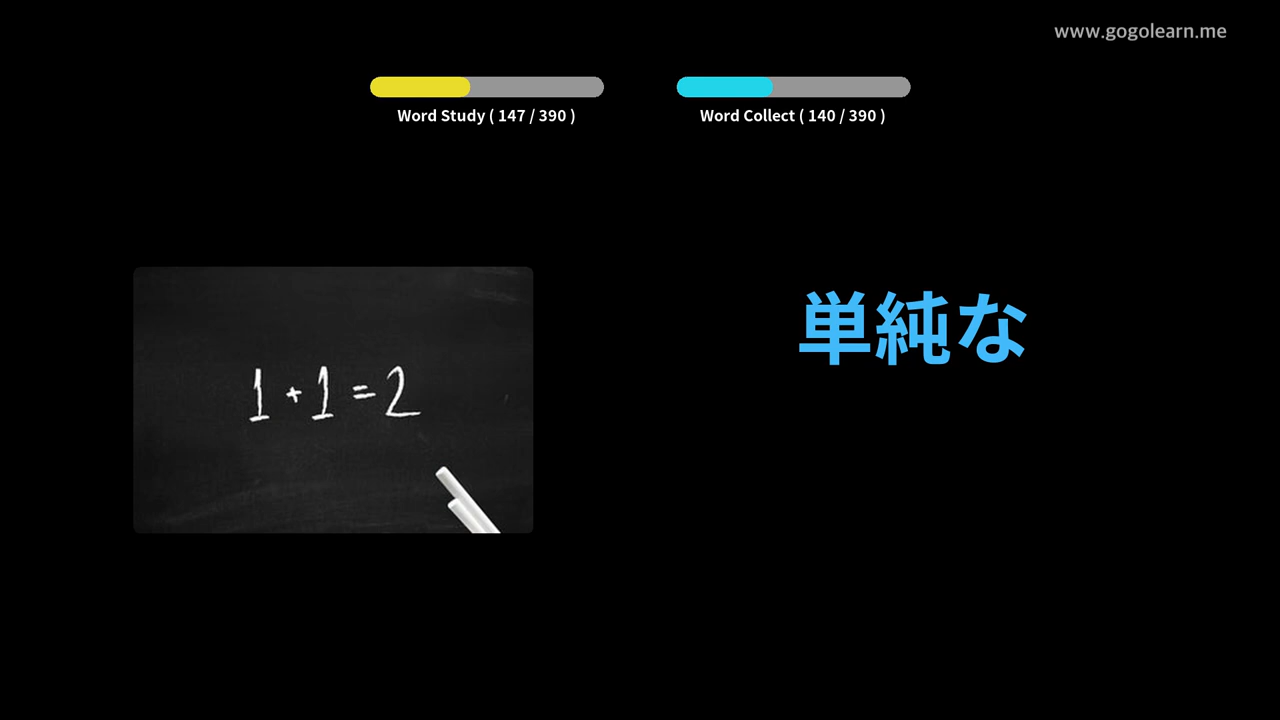 www.gogolearn.me
Word Study ( 147 / 390 )
Word Collect ( 140 / 390 )
単純な
1 + 1 = 2